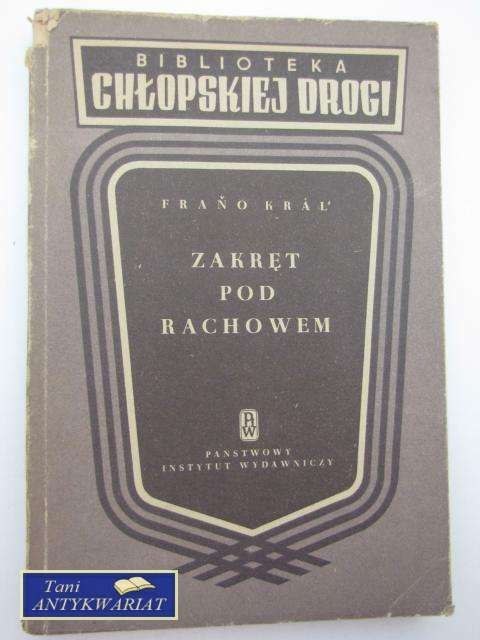 BIBLIOTEKA
CHŁOPSKIEJ DROGI
FRAŇO KRÁĽ
ZAKRĘT
POD
RACHOWEM
PIW
PAŃSTWOWY
INSTYTUT WYDAWNICZY
Tani
ANTYKWARIAT